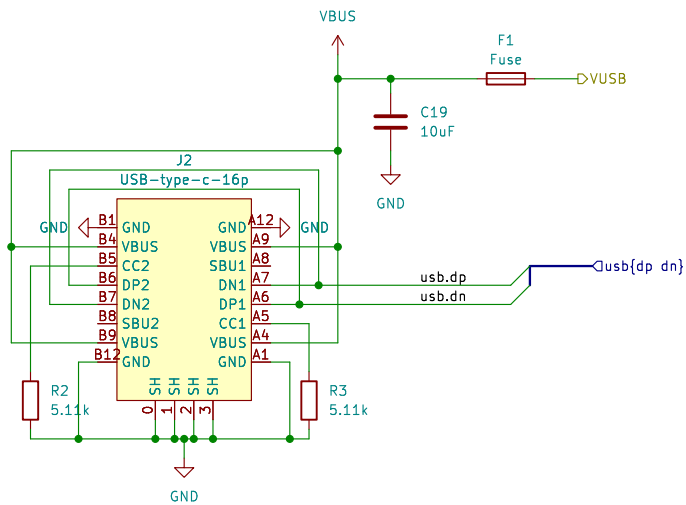 VBUS
F1
Fuse
VUSB
C19
10uF
GND
J2
USB-type-c-16p
GND B1 GND GND A12 GND
B4 VBUS VBUS A9
B5 CC2 SBU1 A8
B6 DP2 DN1 A7 usb.dp usb{dp dn}
B7 DN2 DP1 A6 usb.dn
B8 SBU2 CC1 A5
B9 VBUS VBUS A4
B12 GND GND A1
SH SH SH SH
0 1 2 3
R2
5.11k
R3
5.11k
GND